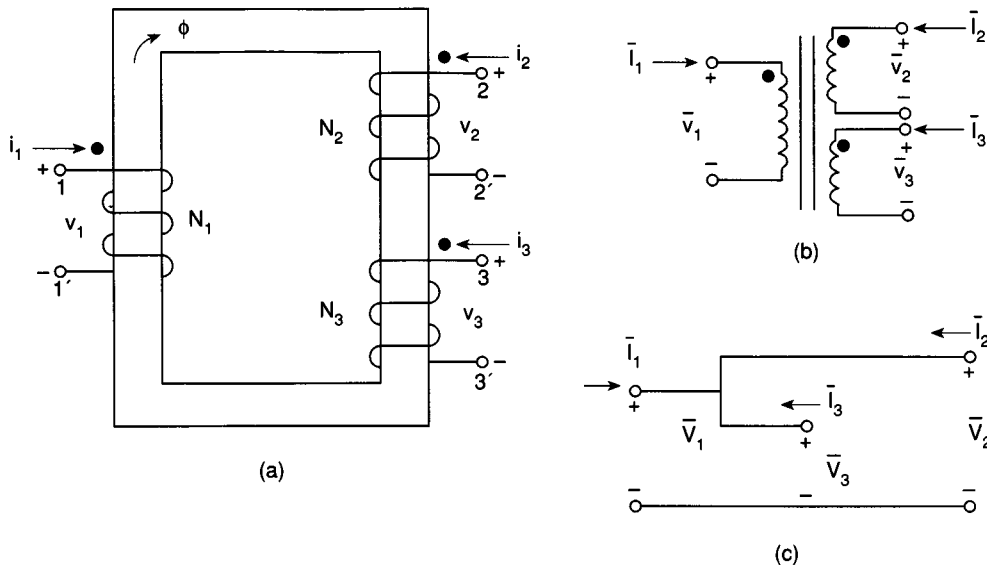 ϕ
i₁
+
1
v₁
−
1′
N₁
i₂
+
2
N₂
v₂
−
2′
i₃
+
3
N₃
v₃
−
3′
(a)
Ī₁
+
v̄₁
−
Ī₂
+
v̄₂
−
Ī₃
+
v̄₃
−
(b)
Ī₁
+
V̄₁
−
Ī₂
+
V̄₂
−
Ī₃
+
V̄₃
−
(c)